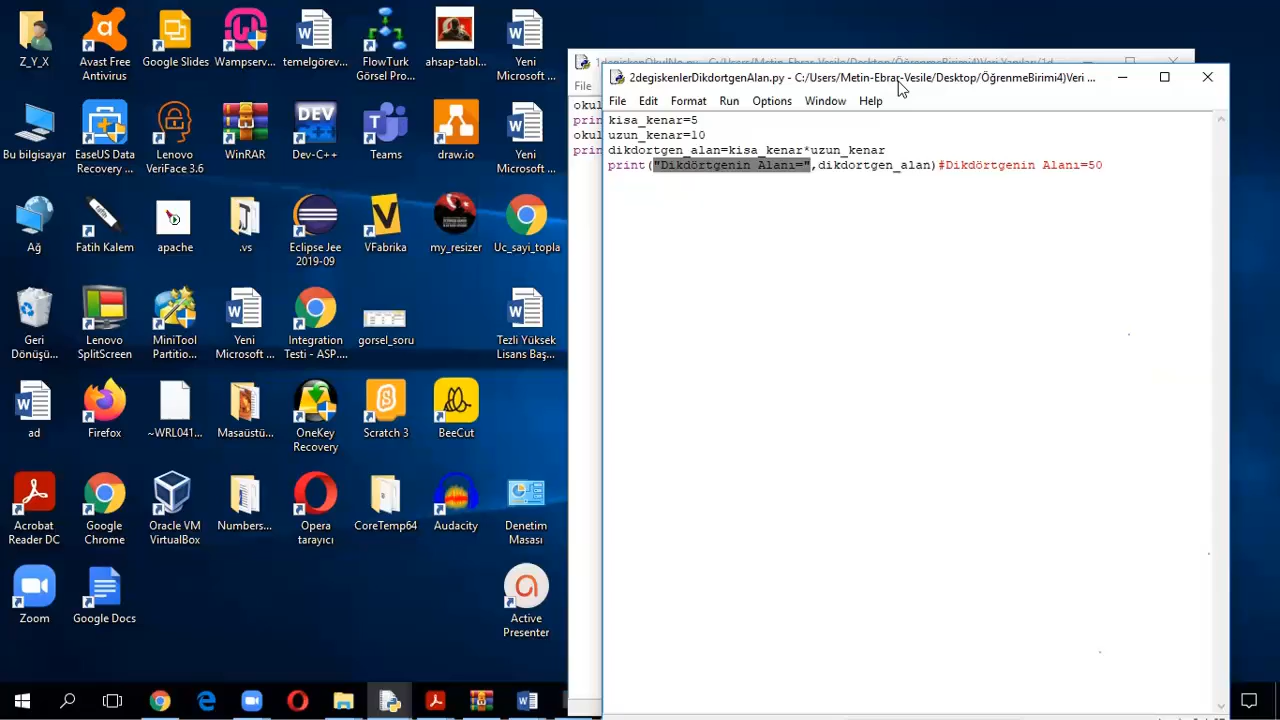 Z_Y_X
Avast Free
Antivirus
Google Slides
Wampserv...
temelgörev...
FlowTurk
Görsel Pro...
ahsap-tabl...
Yeni
Microsoft ...
Bu bilgisayar
EaseUS Data
Recovery ...
Lenovo
VeriFace 3.6
WinRAR
DEV
Dev-C++
Teams
draw.io
Yeni
Microsoft ...
Ağ
Fatih Kalem
apache
.vs
Eclipse Jee
2019-09
VFabrika
my_resizer
Uc_sayi_topla
Geri
Dönüşü...
Lenovo
SplitScreen
MiniTool
Partitio...
Yeni
Microsoft ...
Integration
Testi - ASP....
gorsel_soru
Tezli Yüksek
Lisans Baş...
ad
Firefox
~WRL041...
Masaüstü...
OneKey
Recovery
Scratch 3
BeeCut
Acrobat
Reader DC
Google
Chrome
Oracle VM
VirtualBox
Numbers...
Opera
tarayıcı
CoreTemp64
Audacity
Denetim
Masası
Zoom
Google Docs
Active
Presenter
File
okul
prin
okul
prin
2degiskenlerDikdortgenAlan.py - C:/Users/Metin-Ebrar-Vesile/Desktop/ÖğrenmeBirimi4)Veri ...
File Edit Format Run Options Window Help
kisa_kenar=5
uzun_kenar=10
dikdortgen_alan=kisa_kenar*uzun_kenar
print("Dikdörtgenin Alanı=",dikdortgen_alan)#Dikdörtgenin Alanı=50